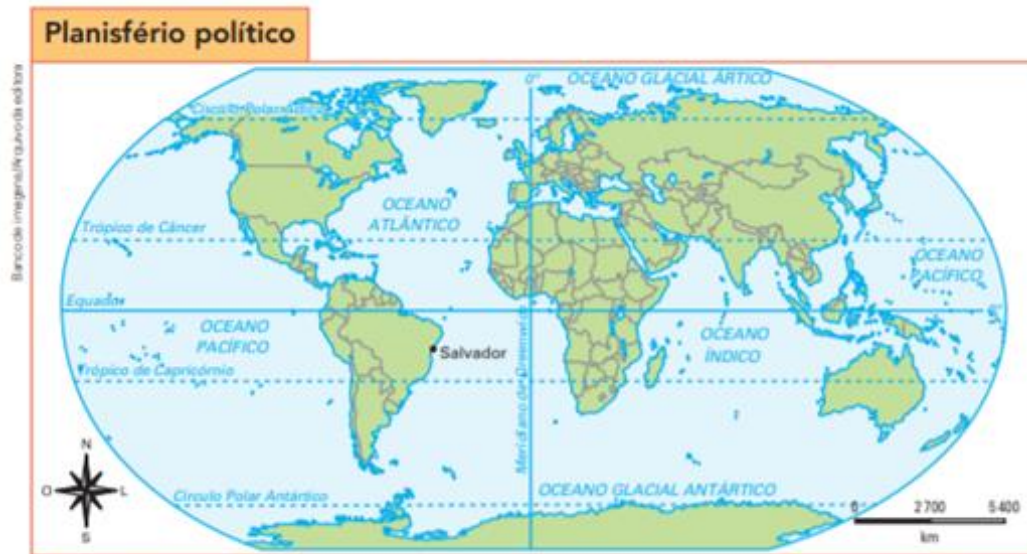 Planisfério político
Banco de imagens/Arquivo da editora
0°
OCEANO GLACIAL ÁRTICO
Círculo Polar Ártico
OCEANO
ATLÂNTICO
Trópico de Câncer
OCEANO
PACÍFICO
Equador
0°
OCEANO
PACÍFICO
OCEANO
ÍNDICO
Salvador
Trópico de Capricórnio
Meridiano de Greenwich
N
O
L
S
Círculo Polar Antártico
OCEANO GLACIAL ANTÁRTICO
0
2 700
5 400
km